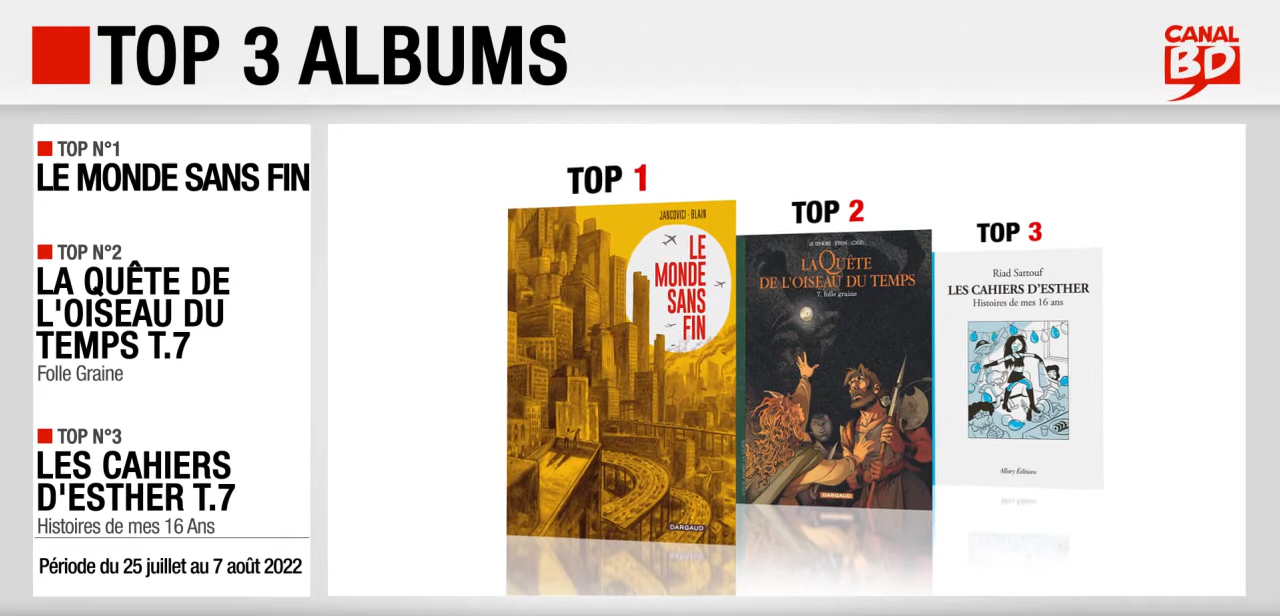 TOP 3 ALBUMS
CANAL
BD
TOP N°1
LE MONDE SANS FIN
TOP N°2
LA QUÊTE DE
L'OISEAU DU
TEMPS T.7
Folle Graine
TOP N°3
LES CAHIERS
D'ESTHER T.7
Histoires de mes 16 Ans
Période du 25 juillet au 7 août 2022
TOP 1
JANCOVICI - BLAIN
LE
MONDE
SANS
FIN
DARGAUD
TOP 2
LE TENDRE ETIEN LOISEL
LA QUÊTE
DE L'OISEAU DU TEMPS
7. folle graine
DARGAUD
TOP 3
Riad Sattouf
LES CAHIERS D'ESTHER
Histoires de mes 16 ans
Allary Éditions